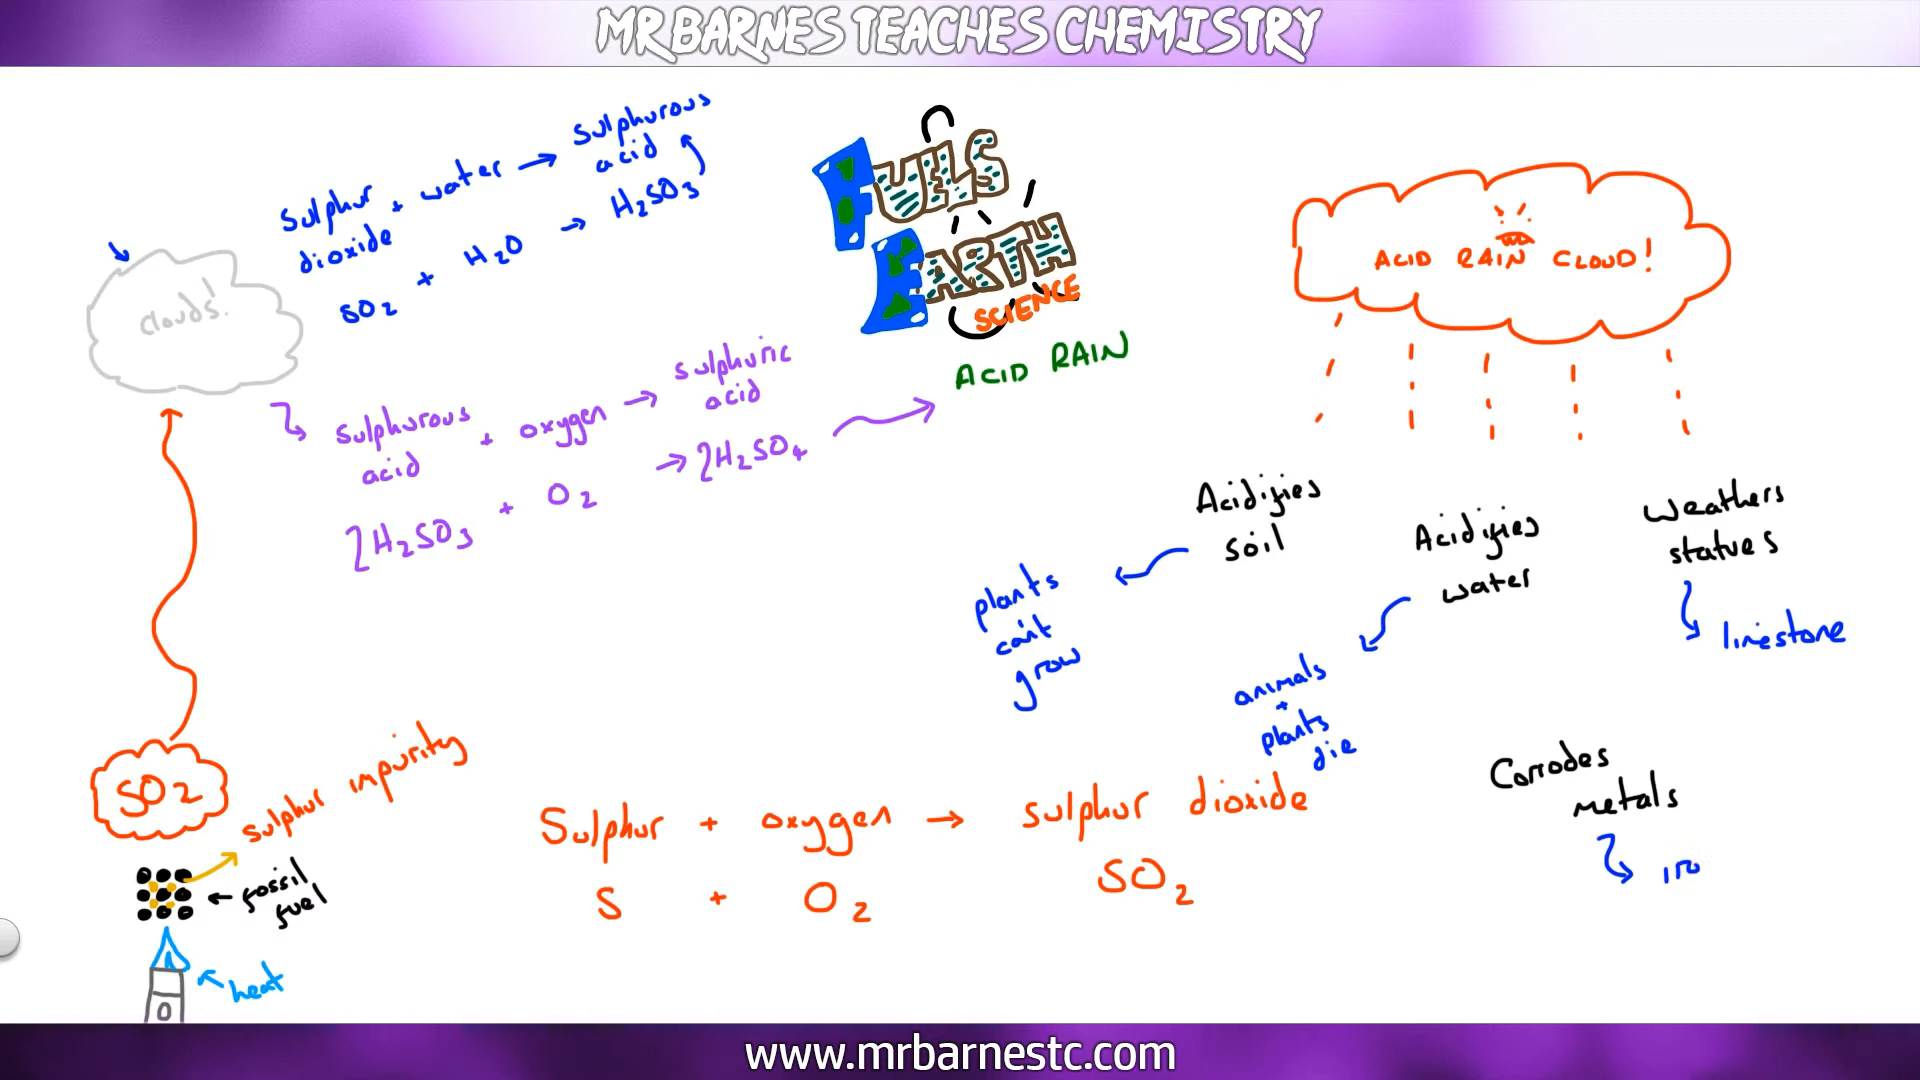 MR BARNES TEACHES CHEMISTRY
sulphur dioxide + water → sulphurous acid
SO2 + H2O → H2SO3
clouds!
FUELS
EARTH
SCIENCE
ACID RAIN
sulphurous acid + oxygen → sulphuric acid
2H2SO3 + O2 → 2H2SO4
ACID RAIN CLOUD!
Acidifies
soil
plants
can't
grow
Acidifies
water
animals
+
plants
die
Weathers
statues
limestone
Corrodes
metals
iro
SO2
sulphur impurity
fossil
fuel
heat
Sulphur + oxygen → sulphur dioxide
S + O2 SO2
www.mrbarnestc.com